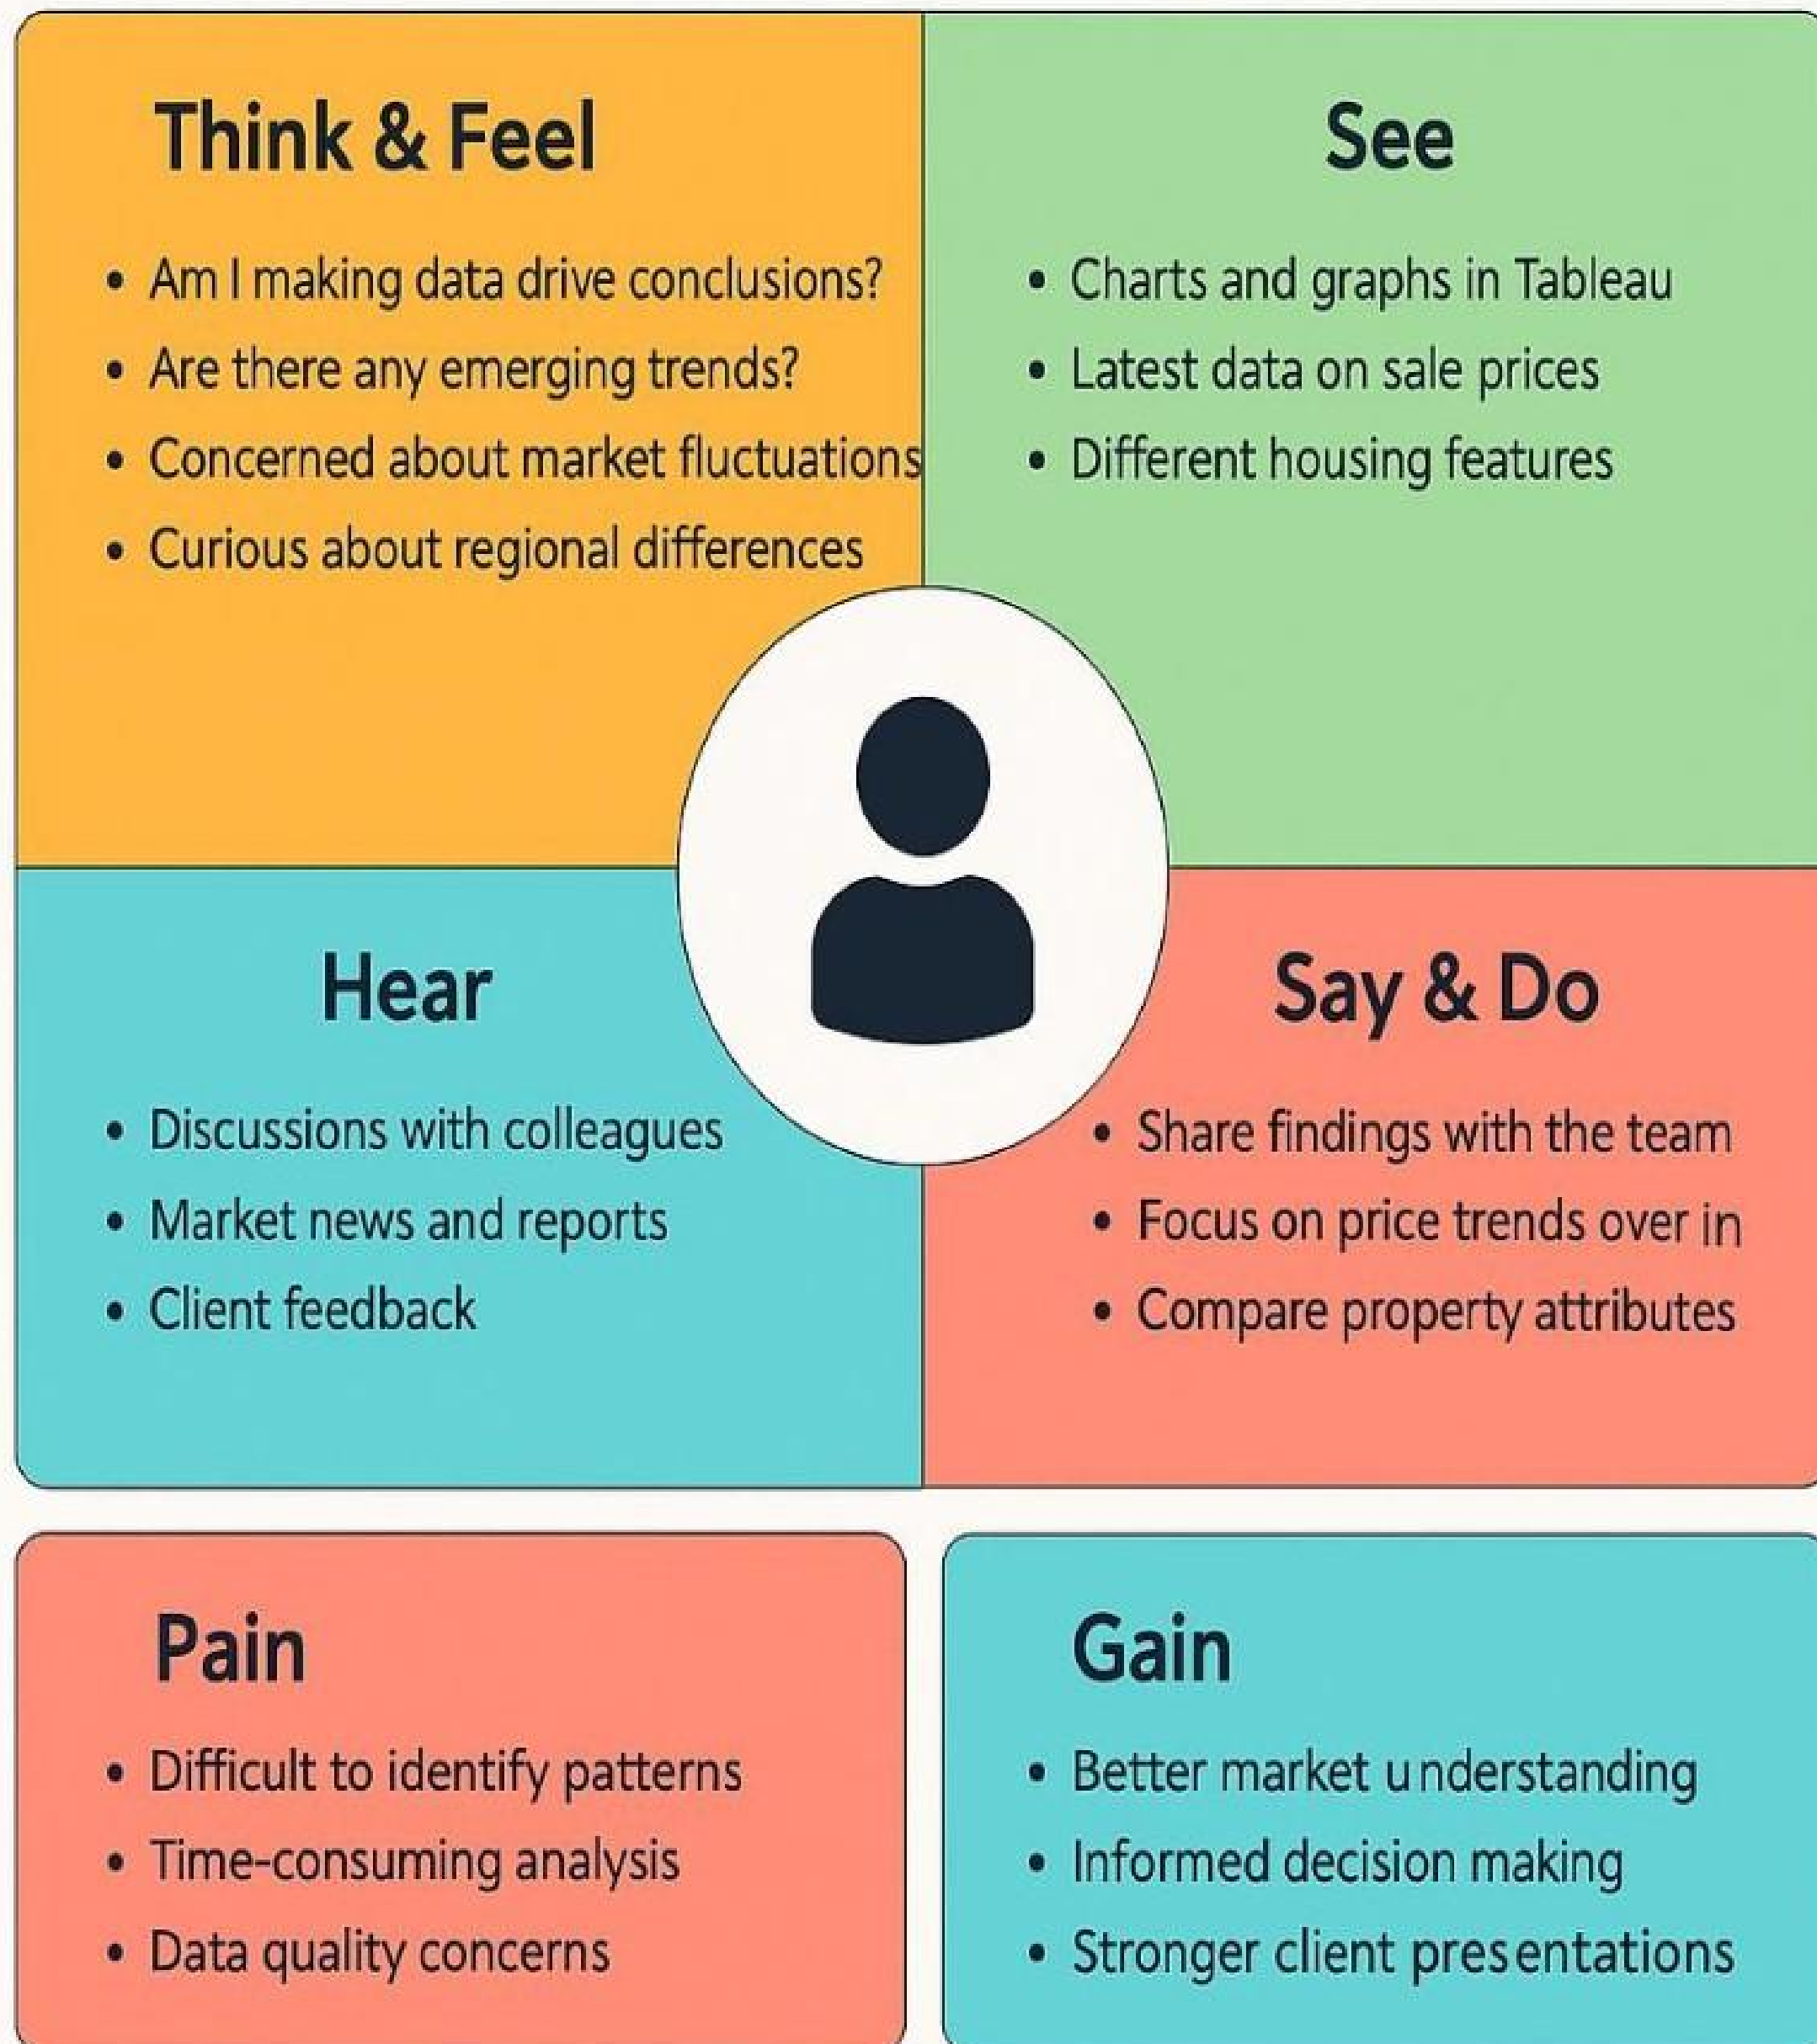 Think & Feel
• Am I making data drive conclusions?
• Are there any emerging trends?
• Concerned about market fluctuations
• Curious about regional differences
See
• Charts and graphs in Tableau
• Latest data on sale prices
• Different housing features
Hear
• Discussions with colleagues
• Market news and reports
• Client feedback
Say & Do
• Share findings with the team
• Focus on price trends over in
• Compare property attributes
Pain
• Difficult to identify patterns
• Time-consuming analysis
• Data quality concerns
Gain
• Better market understanding
• Informed decision making
• Stronger client presentations